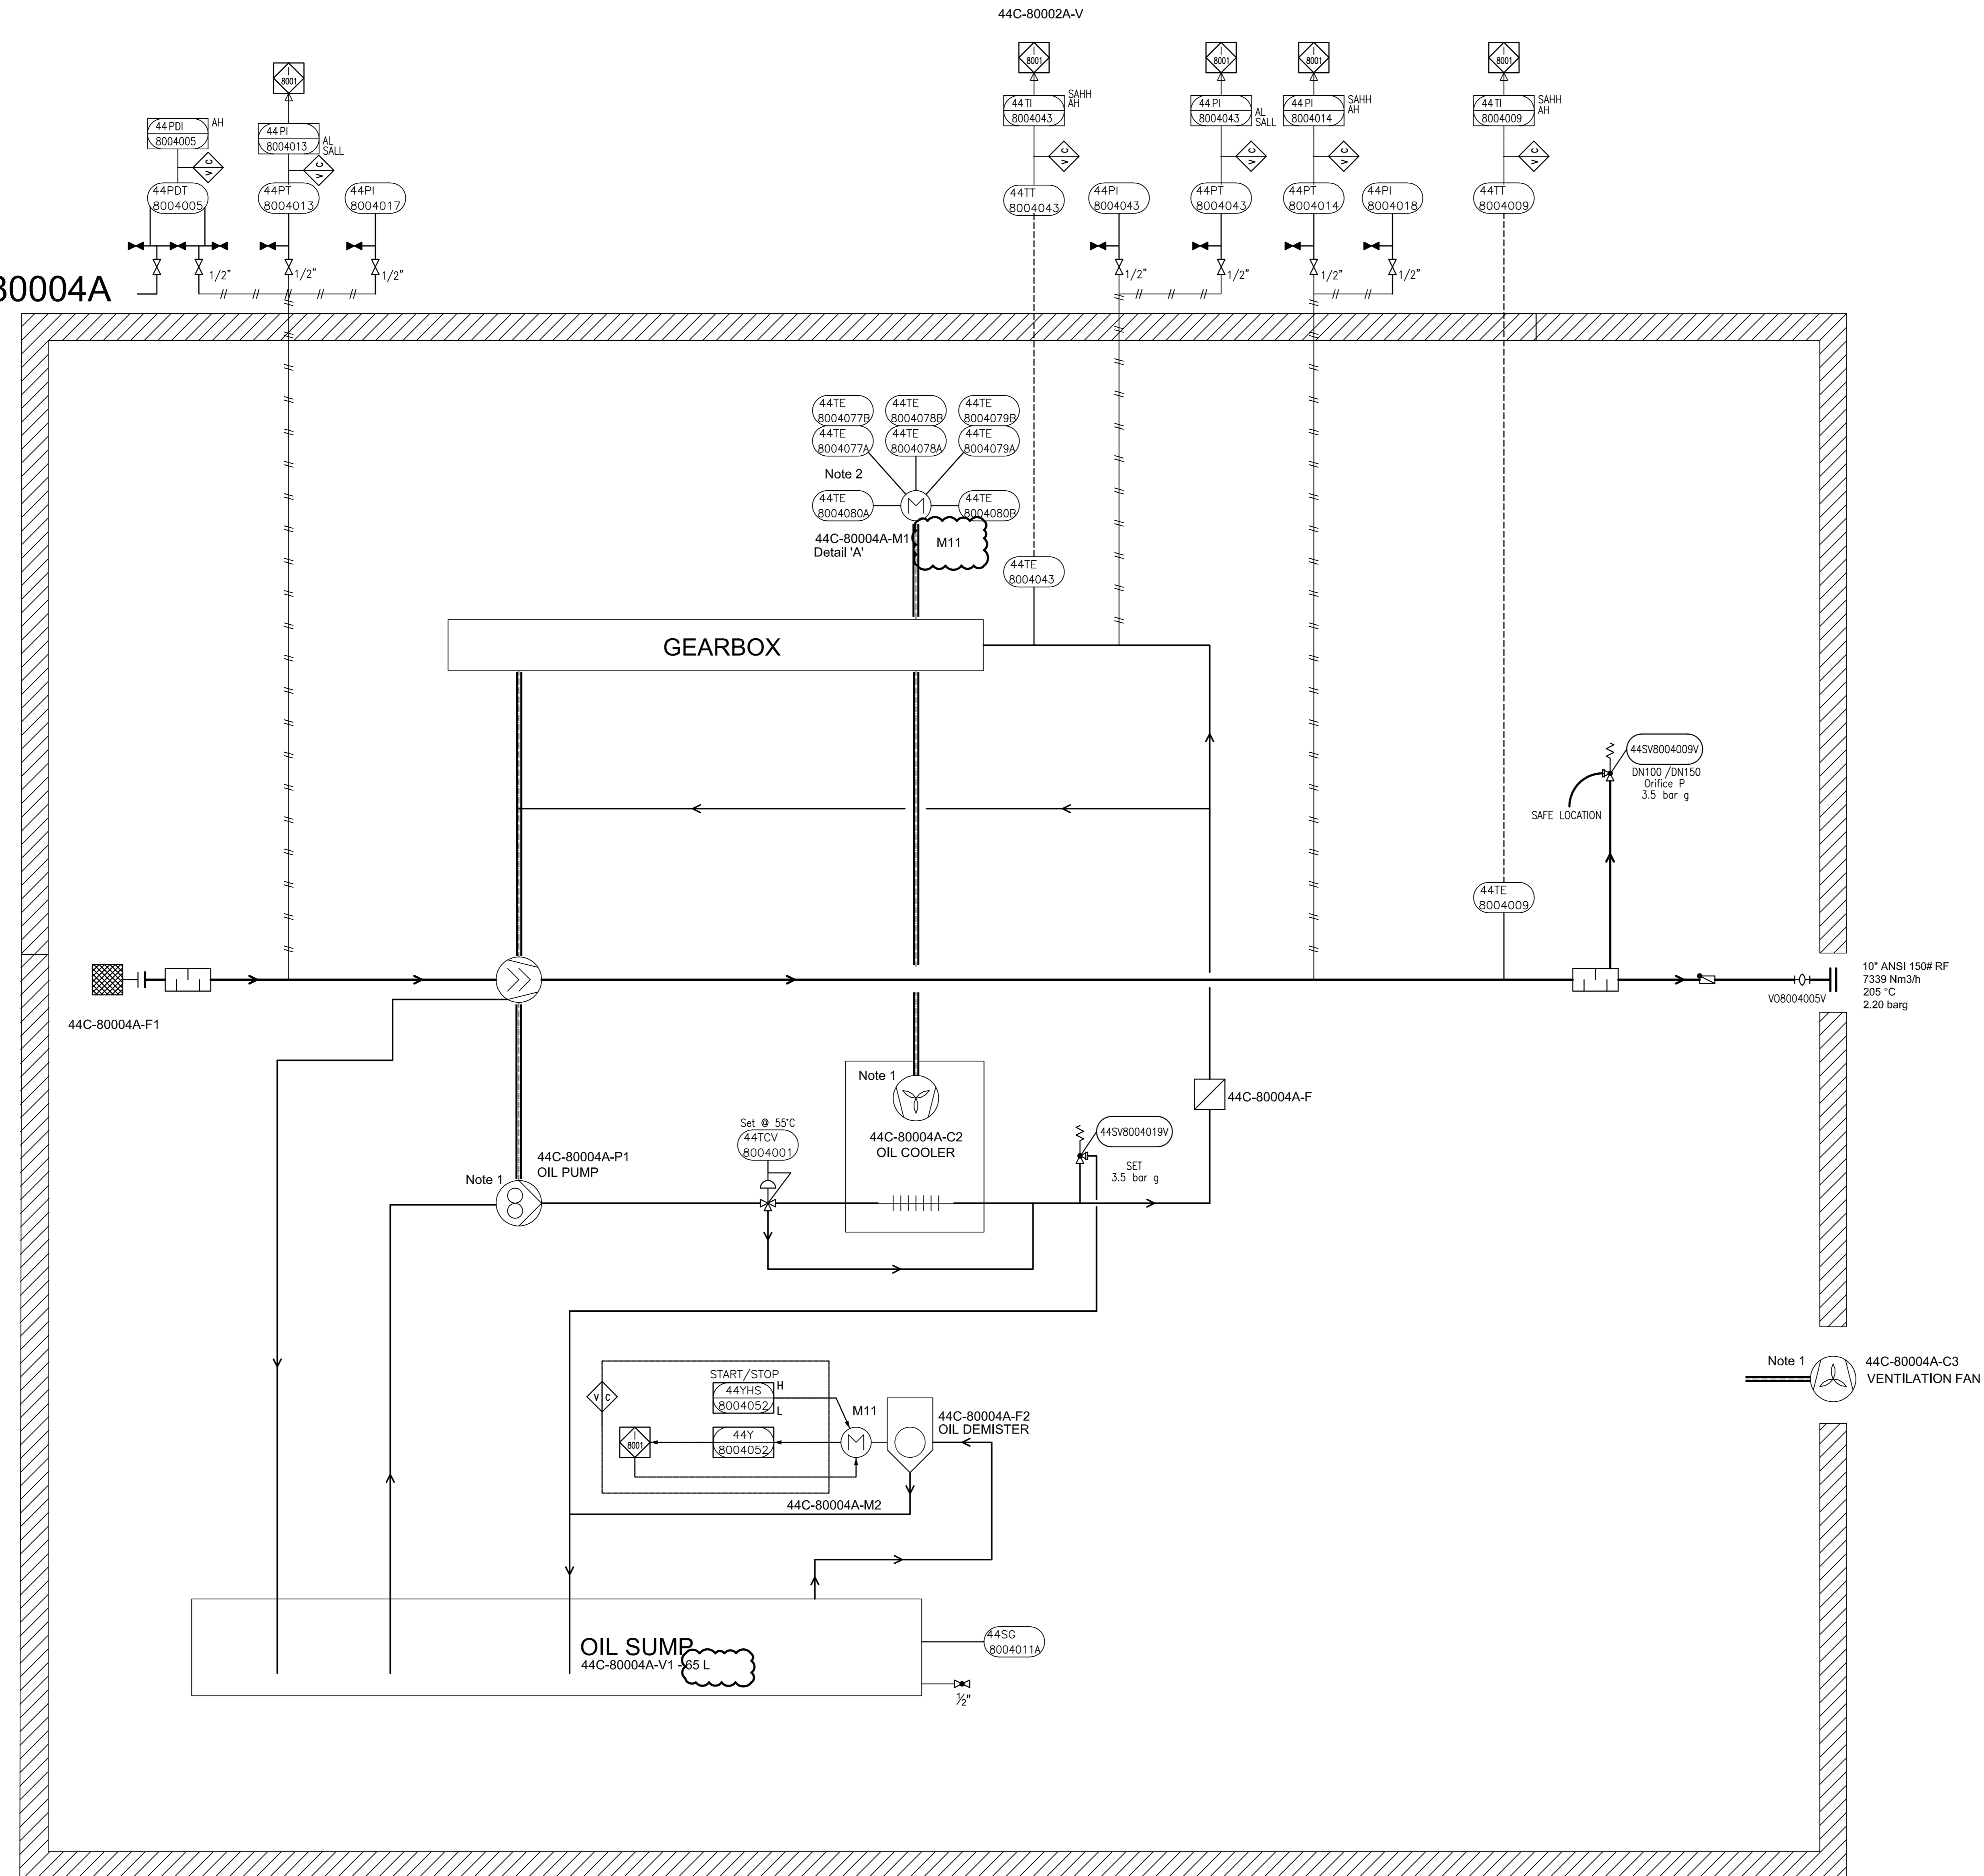 44C-80002A-V
I
8001
I
8001
I
8001
I
8001
I
8001
44 PDI
8004005
AH
44 PI
8004013
AL
SALL
44 TI
8004043
SAHH
AH
44 PI
8004043
AL
SALL
44 PI
8004014
SAHH
AH
44 TI
8004009
SAHH
AH
V C
V C
V C
V C
V C
V C
44PDT
8004005
44PT
8004013
44PI
8004017
44TT
8004043
44PI
8004043
44PT
8004043
44PT
8004014
44PI
8004018
44TT
8004009
1/2"
1/2"
1/2"
1/2"
1/2"
1/2"
1/2"
80004A
44TE
8004077B
44TE
8004078B
44TE
8004079B
44TE
8004077A
44TE
8004078A
44TE
8004079A
Note 2
44TE
8004080A
M
44TE
8004080B
44C-80004A-M1
Detail 'A'
M11
44TE
8004043
GEARBOX
44SV8004009V
DN100 /DN150
Orifice P
3.5 bar g
SAFE LOCATION
44TE
8004009
44C-80004A-F1
VO8004005V
10" ANSI 150# RF
7339 Nm3/h
205 °C
2,20 barg
Note 1
44C-80004A-C2
OIL COOLER
44C-80004A-F
Set @ 55°C
44TCV
8004001
44SV8004019V
SET
3.5 bar g
44C-80004A-P1
OIL PUMP
Note 1
START/STOP
44YHS
8004052
H
L
V C
M11
I
8001
44Y
8004052
M
44C-80004A-F2
OIL DEMISTER
44C-80004A-M2
Note 1
44C-80004A-C3
VENTILATION FAN
OIL SUMP
44C-80004A-V1 - 65 L
44SG
8004011A
½"